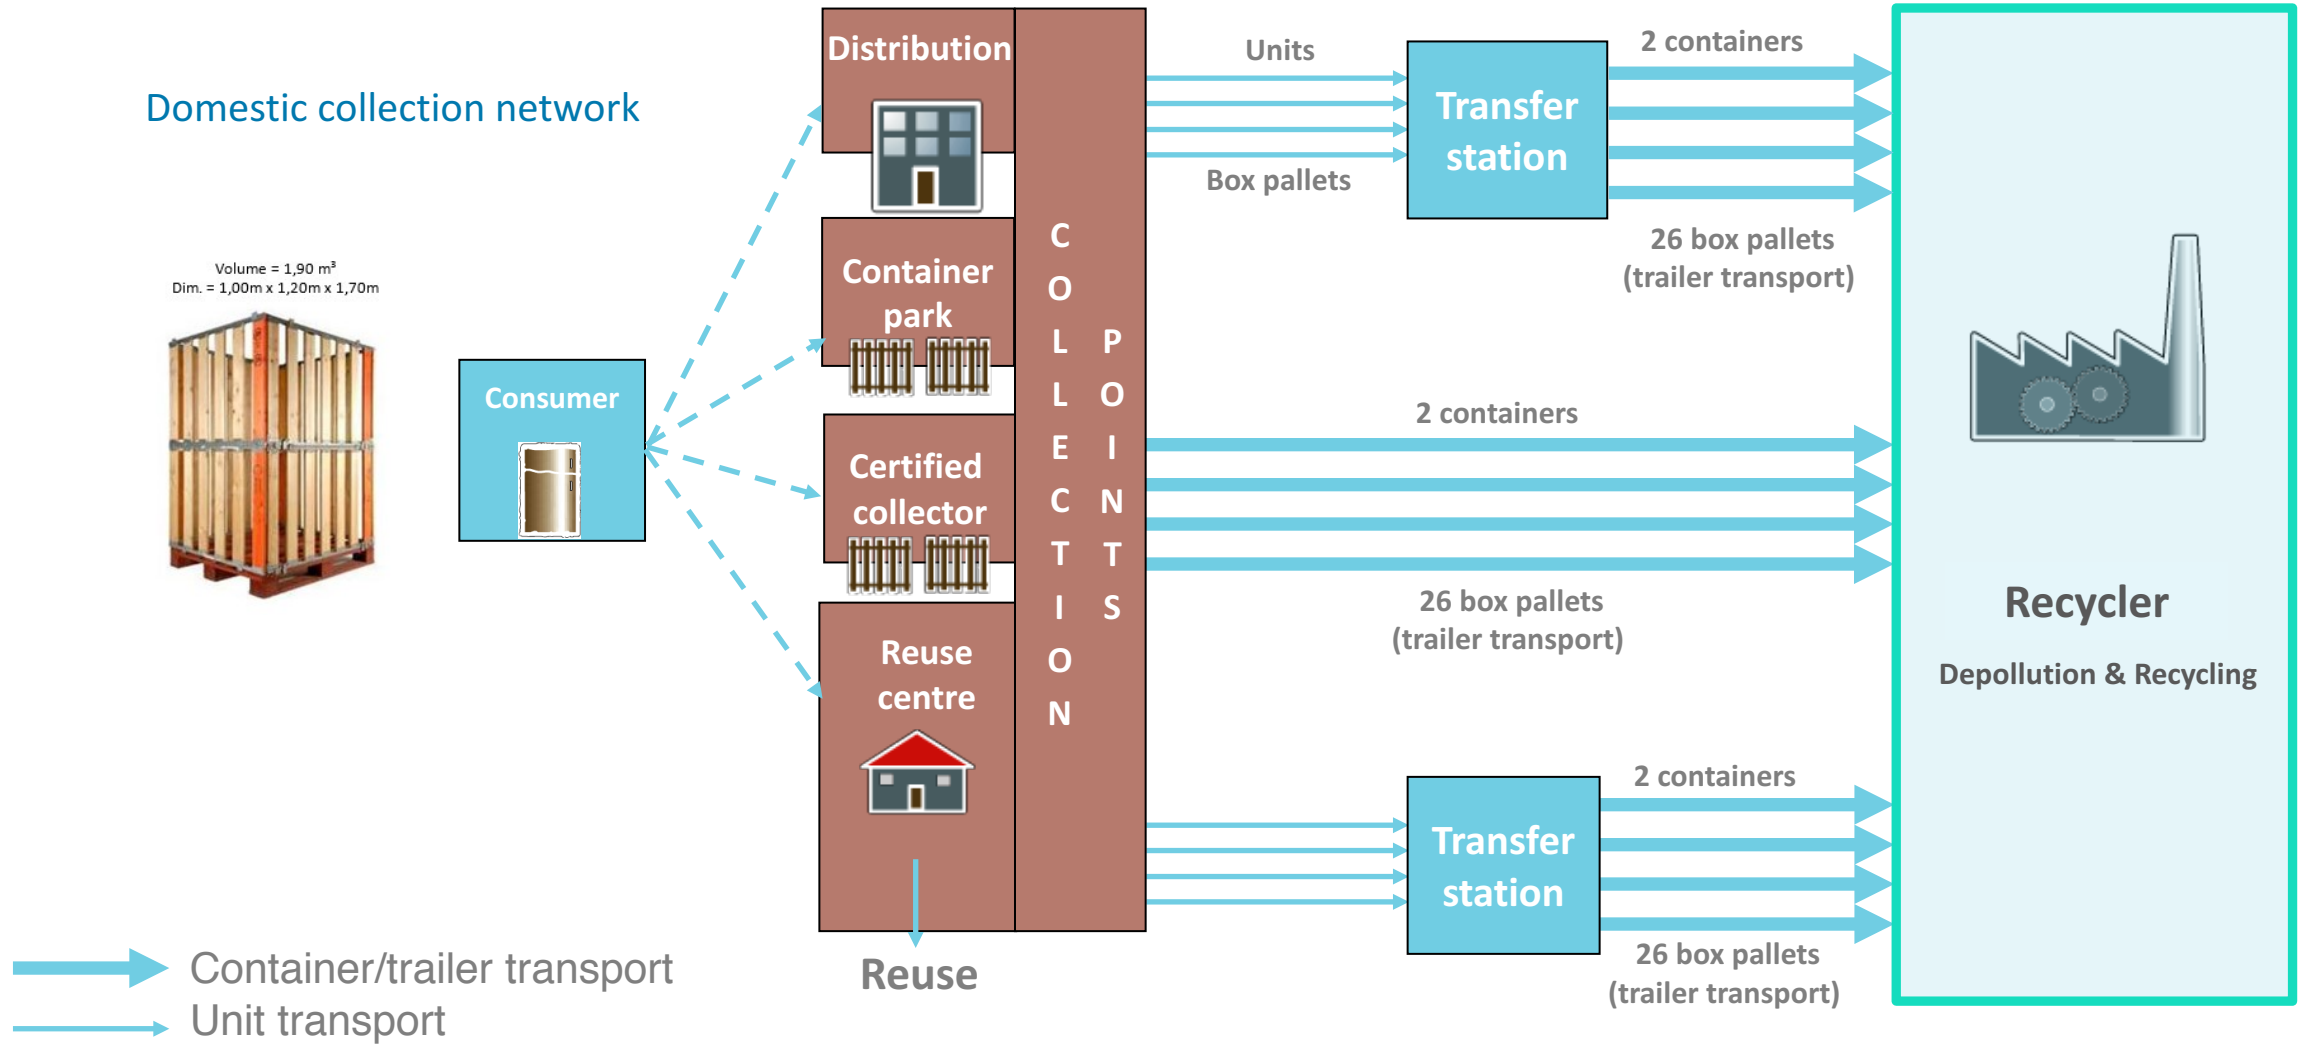 Domestic collection network
Volume = 1,90 m³
Dim. = 1,00m x 1,20m x 1,70m
Consumer
Distribution
Container
park
Certified
collector
Reuse
centre
Reuse
COLLECTION
POINTS
Units
Box pallets
Transfer
station
2 containers
26 box pallets
(trailer transport)
2 containers
26 box pallets
(trailer transport)
Transfer
station
2 containers
26 box pallets
(trailer transport)
Recycler
Depollution & Recycling
Container/trailer transport
Unit transport